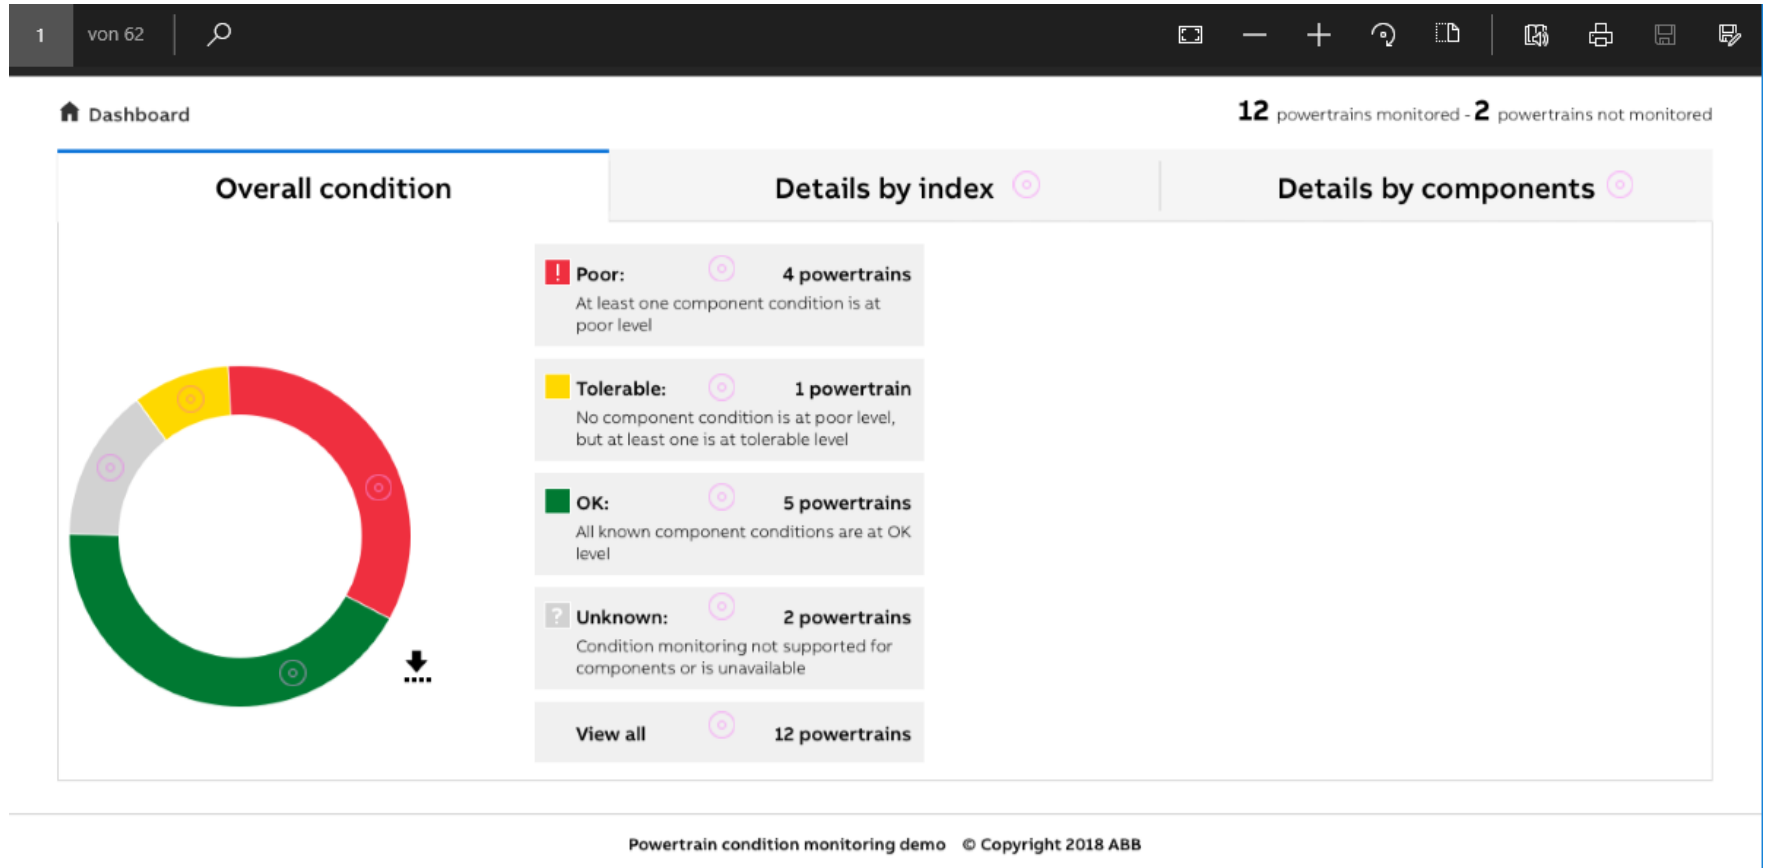 1 von 62
Dashboard
12 powertrains monitored - 2 powertrains not monitored
Overall condition
Details by index
Details by components
! Poor: 4 powertrains
At least one component condition is at
poor level
Tolerable: 1 powertrain
No component condition is at poor level,
but at least one is at tolerable level
OK: 5 powertrains
All known component conditions are at OK
level
? Unknown: 2 powertrains
Condition monitoring not supported for
components or is unavailable
View all 12 powertrains
Powertrain condition monitoring demo © Copyright 2018 ABB